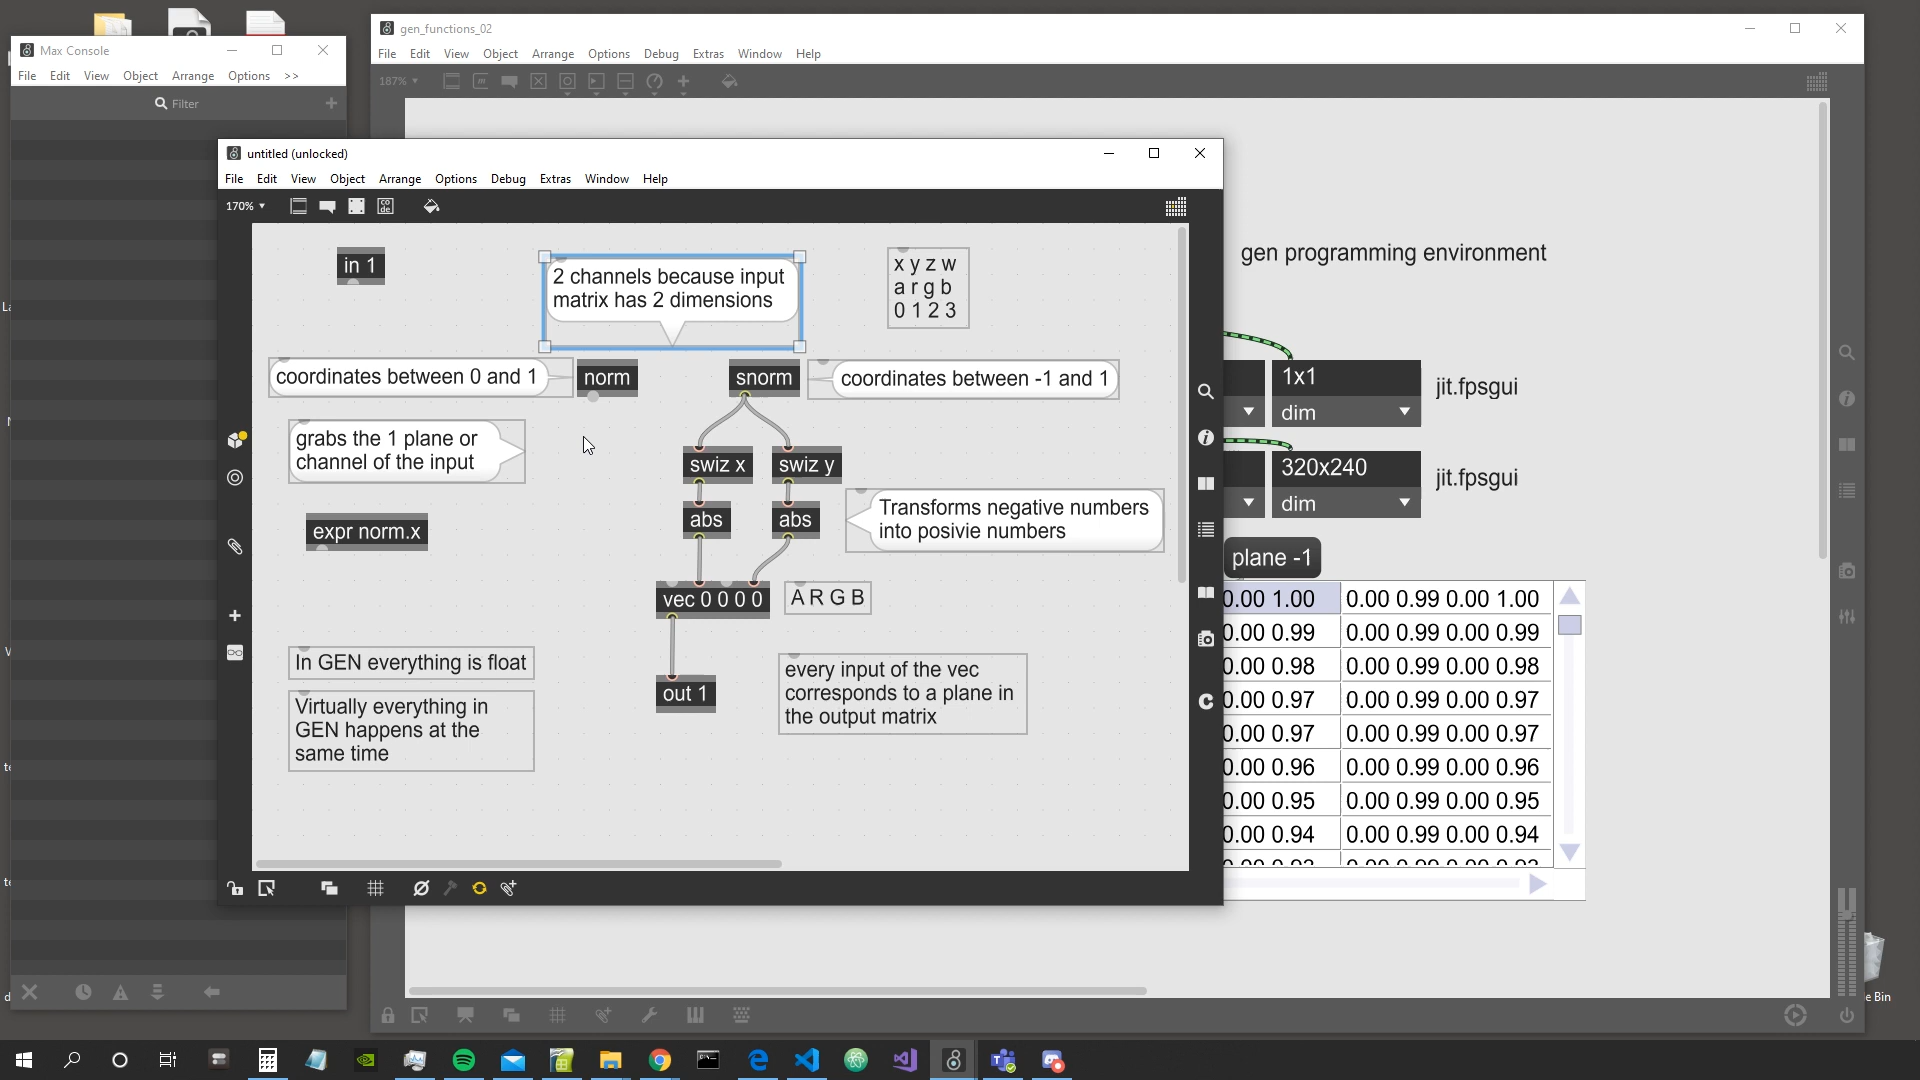 Max Console
File Edit View Object Arrange Options >>
Filter
gen_functions_02
File Edit View Object Arrange Options Debug Extras Window Help
187%
untitled (unlocked)
File Edit View Object Arrange Options Debug Extras Window Help
170%
in 1
2 channels because input
matrix has 2 dimensions
x y z w
a r g b
0 1 2 3
coordinates between 0 and 1
norm
snorm
coordinates between -1 and 1
grabs the 1 plane or
channel of the input
swiz x
swiz y
expr norm.x
abs
abs
Transforms negative numbers
into posivie numbers
vec 0 0 0 0
A R G B
In GEN everything is float
Virtually everything in
GEN happens at the
same time
out 1
every input of the vec
corresponds to a plane in
the output matrix
gen programming environment
1x1
dim
jit.fpsgui
320x240
dim
jit.fpsgui
plane -1
0.00 1.00 0.00 0.99 0.00 1.00
0.00 0.99 0.00 0.99 0.00 0.99
0.00 0.98 0.00 0.99 0.00 0.98
0.00 0.97 0.00 0.99 0.00 0.97
0.00 0.97 0.00 0.99 0.00 0.97
0.00 0.96 0.00 0.99 0.00 0.96
0.00 0.95 0.00 0.99 0.00 0.95
0.00 0.94 0.00 0.99 0.00 0.94
e Bin